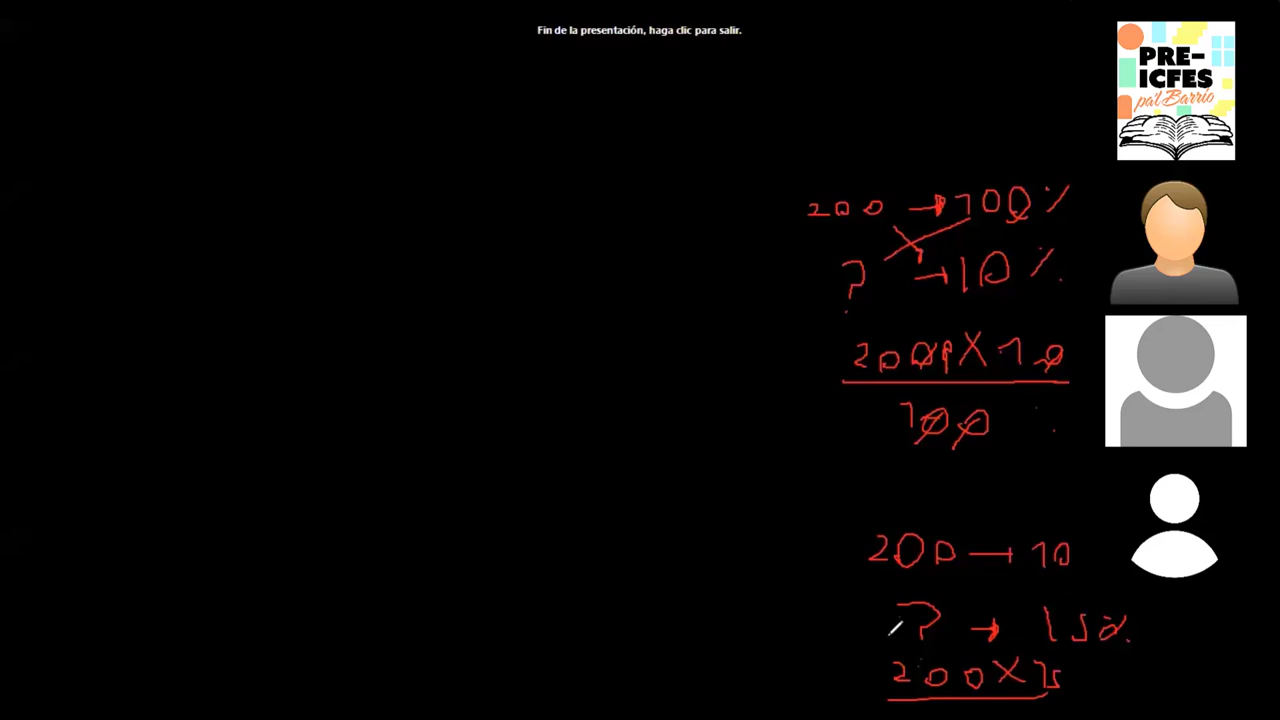 Fin de la presentación, haga clic para salir.
PRE-
ICFES
pa'l Barrio
200 → 100 %
? → 10 %
200 X 10
100
200 — 10
? → 15 %
200 X 15